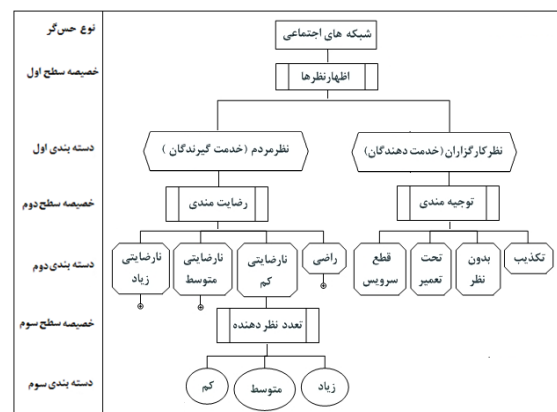 نوع حس‌گر
شبکه های اجتماعی
خصیصه سطح اول
اظهارنظرها
دسته بندی اول
نظرمردم (خدمت گیرندگان )
نظرکارگزاران(خدمت دهندگان)
خصیصه سطح دوم
رضایت مندی
توجیه مندی
دسته بندی دوم
نارضایتی
زیاد
نارضایتی
متوسط
نارضایتی
کم
راضی
قطع
سرویس
تحت
تعمیر
بدون
نظر
تکذیب
خصیصه سطح سوم
تعدد نظر دهنده
دسته بندی سوم
کم
متوسط
زیاد